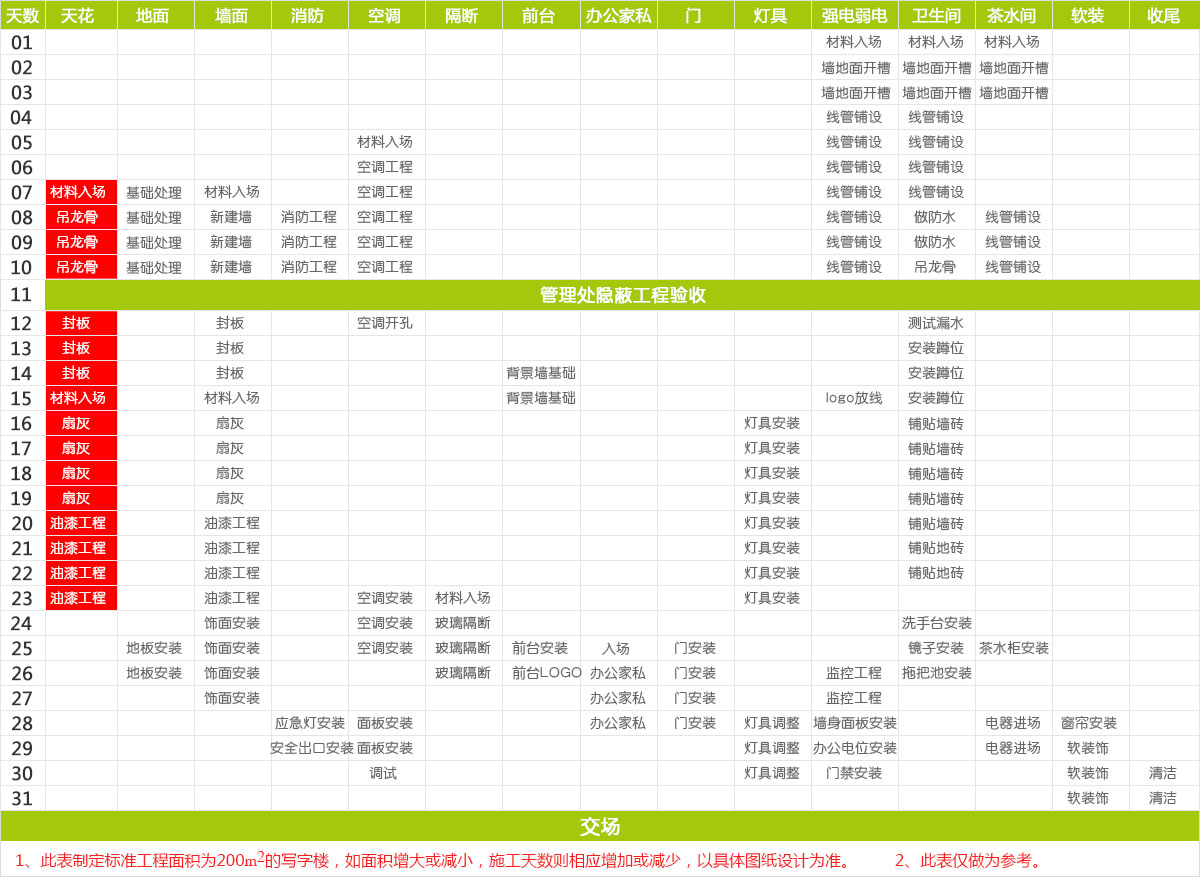 天数 天花 地面 墙面 消防 空调 隔断 前台 办公家私 门 灯具 强电弱电 卫生间 茶水间 软装 收尾
01 材料入场 材料入场 材料入场
02 墙地面开槽 墙地面开槽 墙地面开槽
03 墙地面开槽 墙地面开槽 墙地面开槽
04 线管铺设 线管铺设
05 材料入场 线管铺设 线管铺设
06 空调工程 线管铺设 线管铺设
07 材料入场 基础处理 材料入场 空调工程 线管铺设 线管铺设
08 吊龙骨 基础处理 新建墙 消防工程 空调工程 线管铺设 做防水 线管铺设
09 吊龙骨 基础处理 新建墙 消防工程 空调工程 线管铺设 做防水 线管铺设
10 吊龙骨 基础处理 新建墙 消防工程 空调工程 线管铺设 吊龙骨 线管铺设
11 管理处隐蔽工程验收
12 封板 封板 空调开孔 测试漏水
13 封板 封板 安装蹲位
14 封板 封板 背景墙基础 安装蹲位
15 材料入场 材料入场 背景墙基础 logo放线 安装蹲位
16 扇灰 扇灰 灯具安装 铺贴墙砖
17 扇灰 扇灰 灯具安装 铺贴墙砖
18 扇灰 扇灰 灯具安装 铺贴墙砖
19 扇灰 扇灰 灯具安装 铺贴墙砖
20 油漆工程 油漆工程 灯具安装 铺贴墙砖
21 油漆工程 油漆工程 灯具安装 铺贴地砖
22 油漆工程 油漆工程 灯具安装 铺贴地砖
23 油漆工程 油漆工程 空调安装 材料入场 灯具安装
24 饰面安装 空调安装 玻璃隔断 洗手台安装
25 地板安装 饰面安装 空调安装 玻璃隔断 前台安装 入场 门安装 镜子安装 茶水柜安装
26 地板安装 饰面安装 玻璃隔断 前台LOGO 办公家私 门安装 监控工程 拖把池安装
27 饰面安装 办公家私 门安装 监控工程
28 应急灯安装 面板安装 办公家私 门安装 灯具调整 墙身面板安装 电器进场 窗帘安装
29 安全出口安装 面板安装 灯具调整 办公电位安装 电器进场 软装饰
30 调试 灯具调整 门禁安装 软装饰 清洁
31 软装饰 清洁
交场
1、此表制定标准工程面积为200m²的写字楼，如面积增大或减小，施工天数则相应增加或减少，以具体图纸设计为准。 2、此表仅做为参考。